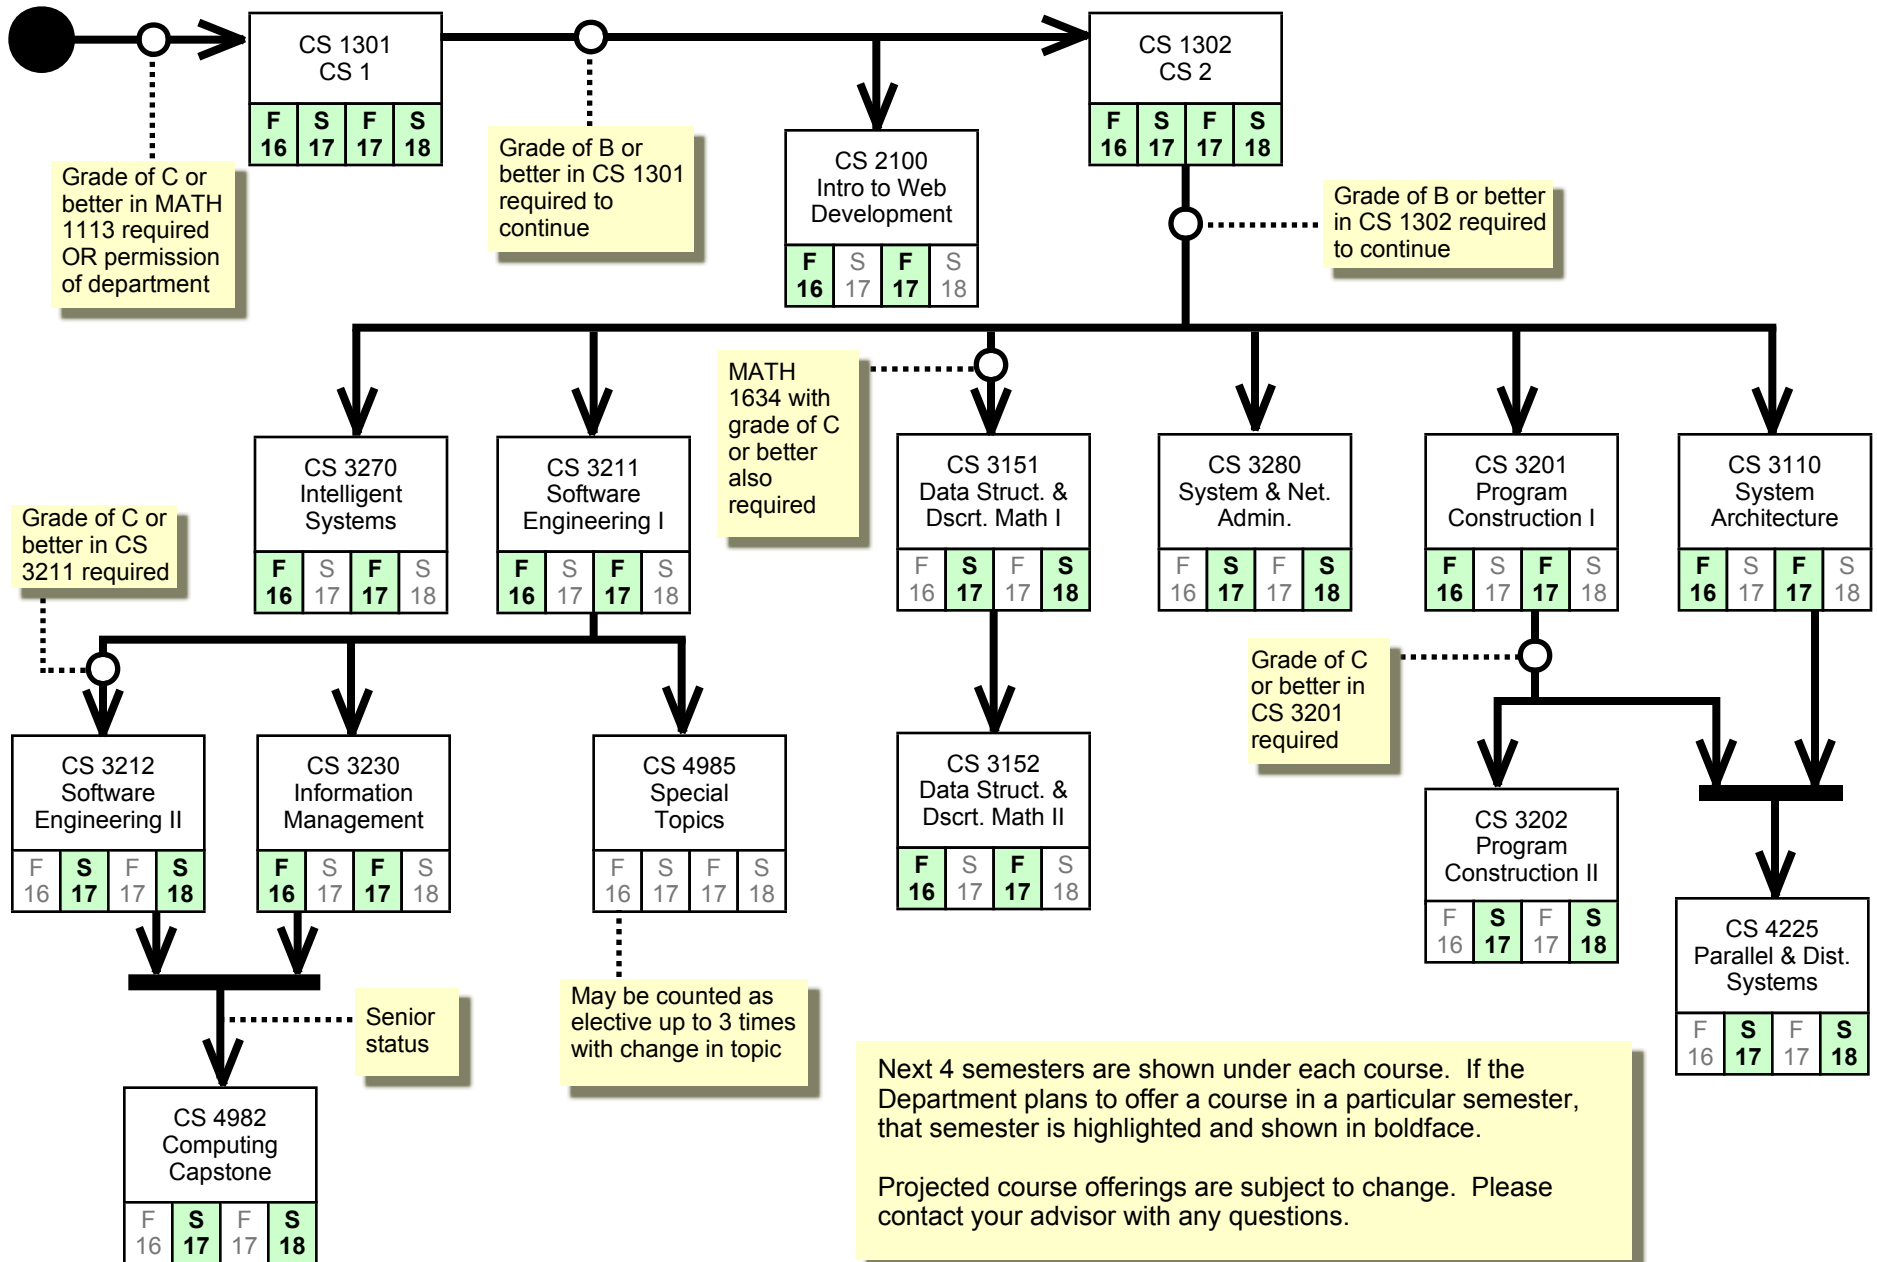 CS 1301
CS 1
F S F S
16 17 17 18
CS 1302
CS 2
F S F S
16 17 17 18
Grade of C or
better in MATH
1113 required
OR permission
of department
Grade of B or
better in CS 1301
required to
continue
CS 2100
Intro to Web
Development
F S F S
16 17 17 18
Grade of B or better
in CS 1302 required
to continue
MATH
1634 with
grade of C
or better
also
required
CS 3270
Intelligent
Systems
F S F S
16 17 17 18
CS 3211
Software
Engineering I
F S F S
16 17 17 18
CS 3151
Data Struct. &
Dscrt. Math I
F S F S
16 17 17 18
CS 3280
System & Net.
Admin.
F S F S
16 17 17 18
CS 3201
Program
Construction I
F S F S
16 17 17 18
CS 3110
System
Architecture
F S F S
16 17 17 18
Grade of C or
better in CS
3211 required
Grade of C
or better in
CS 3201
required
CS 3212
Software
Engineering II
F S F S
16 17 17 18
CS 3230
Information
Management
F S F S
16 17 17 18
CS 4985
Special
Topics
F S F S
16 17 17 18
CS 3152
Data Struct. &
Dscrt. Math II
F S F S
16 17 17 18
CS 3202
Program
Construction II
F S F S
16 17 17 18
CS 4225
Parallel & Dist.
Systems
F S F S
16 17 17 18
Senior
status
May be counted as
elective up to 3 times
with change in topic
CS 4982
Computing
Capstone
F S F S
16 17 17 18
Next 4 semesters are shown under each course.  If the
Department plans to offer a course in a particular semester,
that semester is highlighted and shown in boldface.
Projected course offerings are subject to change.  Please
contact your advisor with any questions.